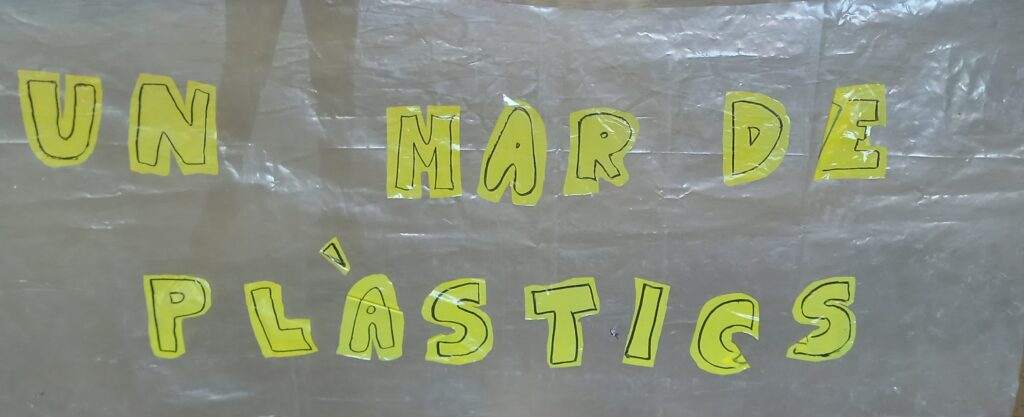 UN MAR DE
PLÀSTICS